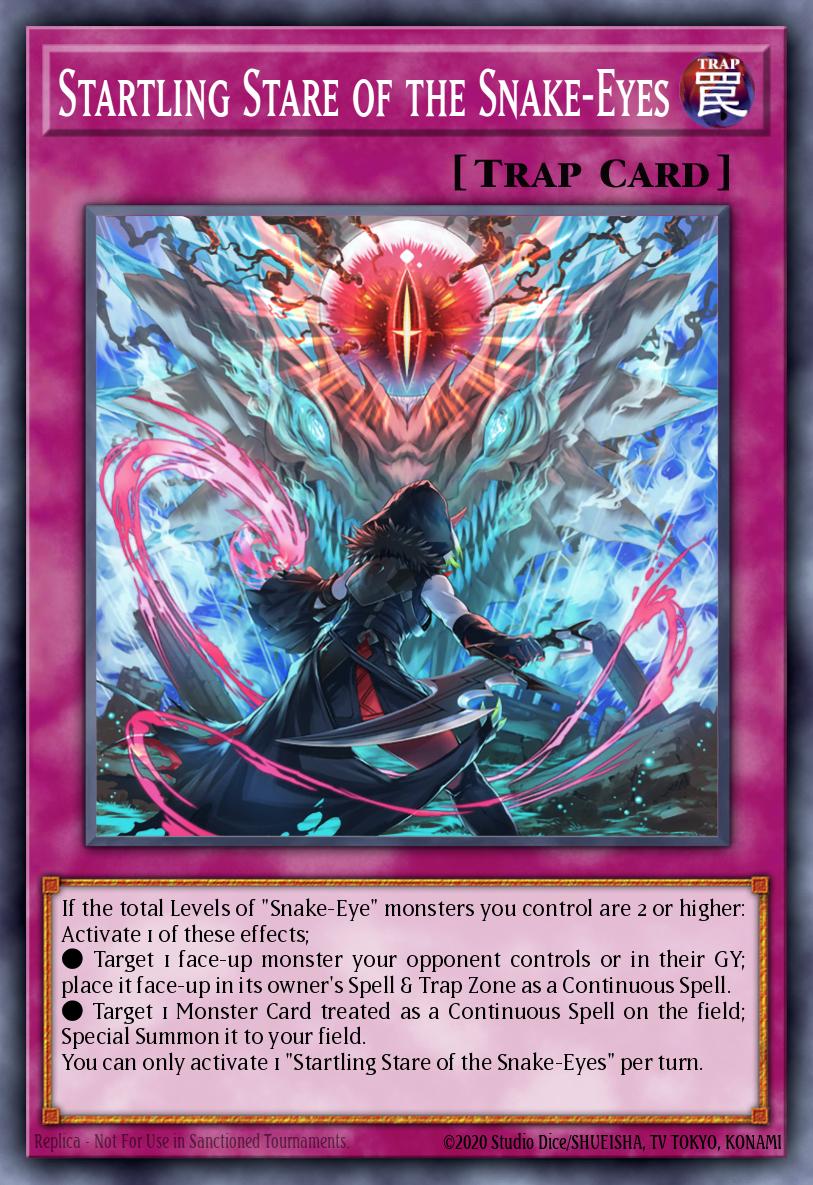 Startling Stare of the Snake-Eyes
TRAP
罠
[Trap Card]
If the total Levels of "Snake-Eye" monsters you control are 2 or higher:
Activate 1 of these effects;
● Target 1 face-up monster your opponent controls or in their GY;
place it face-up in its owner's Spell & Trap Zone as a Continuous Spell.
● Target 1 Monster Card treated as a Continuous Spell on the field;
Special Summon it to your field.
You can only activate 1 "Startling Stare of the Snake-Eyes" per turn.
Replica - Not For Use in Sanctioned Tournaments.
©2020 Studio Dice/SHUEISHA, TV TOKYO, KONAMI